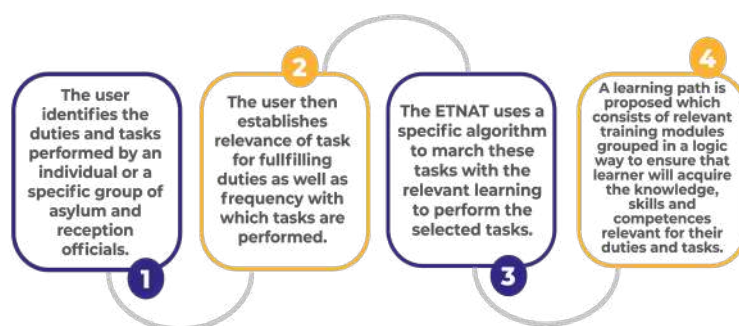 The user
identifies the
duties and tasks
performed by an
individual or a
specific group of
asylum and
reception
officials.
1
2
The user then
establishes
relevance of task
for fullfilling
duties as well as
frequency with
which tasks are
performed.
The ETNAT uses a
specific algorithm
to march these
tasks with the
relevant learning
to perform the
selected tasks.
3
4
A learning path is
proposed which
consists of relevant
training modules
grouped in a logic
way to ensure that
learner will acquire
the knowledge,
skills and
competences
relevant for their
duties and tasks.